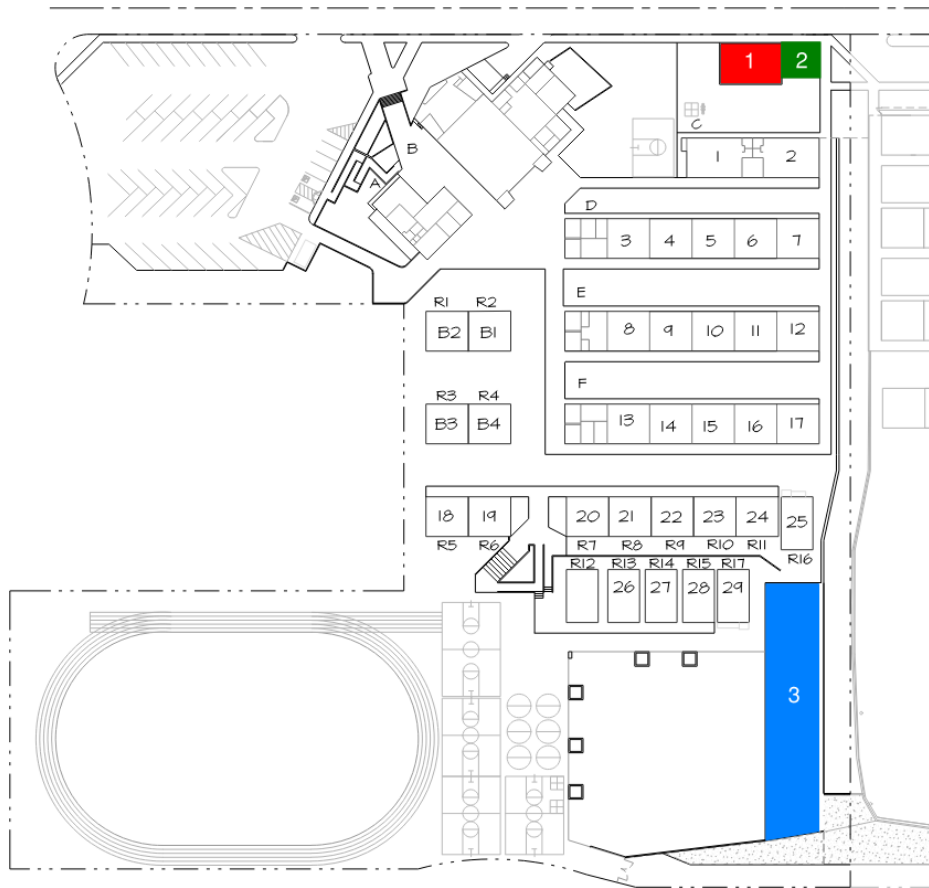 1 2
C
B
1 2
A
D
3 4 5 6 7
E
R1 R2
B2 B1
8 9 10 11 12
F
R3 R4
B3 B4
13 14 15 16 17
18 19 20 21 22 23 24 25
R5 R6 R7 R8 R9 R10 R11 R16
R12 R13 R14 R15 R17
26 27 28 29
3